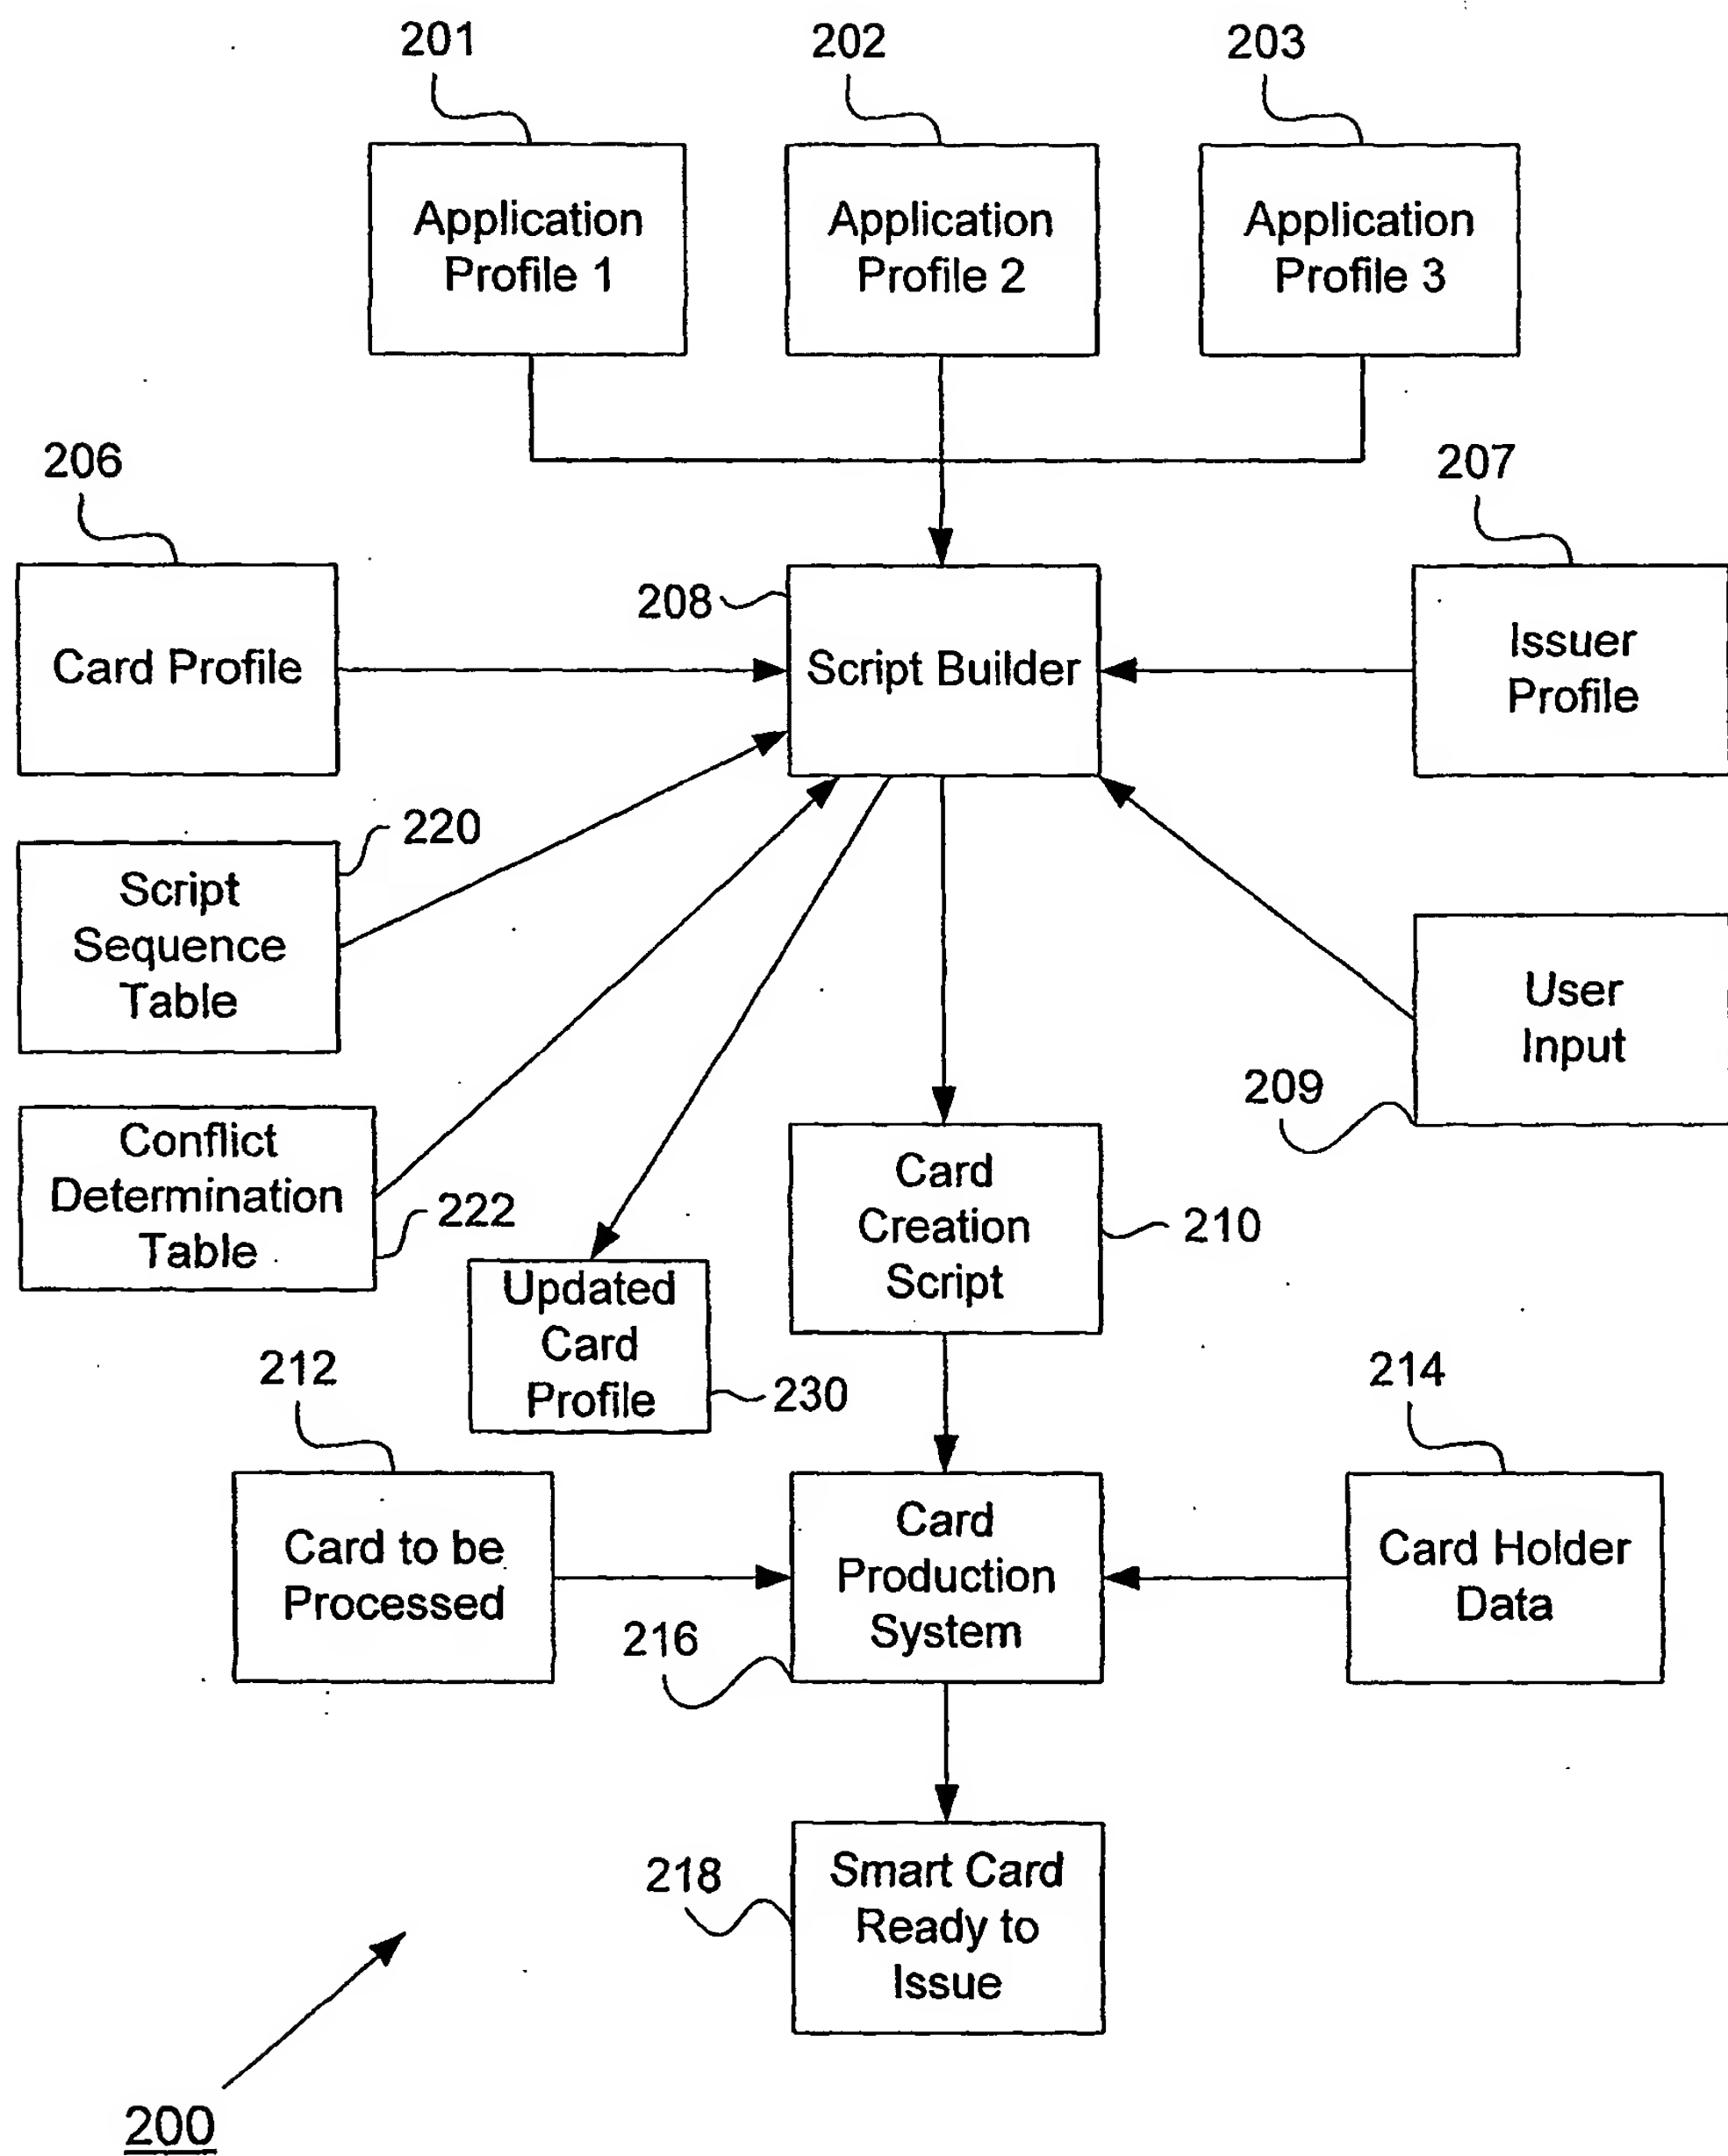 201
202
203
Application
Profile 1
Application
Profile 2
Application
Profile 3
206
207
208
Card Profile
Script Builder
Issuer
Profile
220
Script
Sequence
Table
User
Input
209
Conflict
Determination
Table
222
Card
Creation
Script
210
Updated
Card
Profile
230
212
214
Card to be
Processed
Card
Production
System
216
Card Holder
Data
218
Smart Card
Ready to
Issue
200